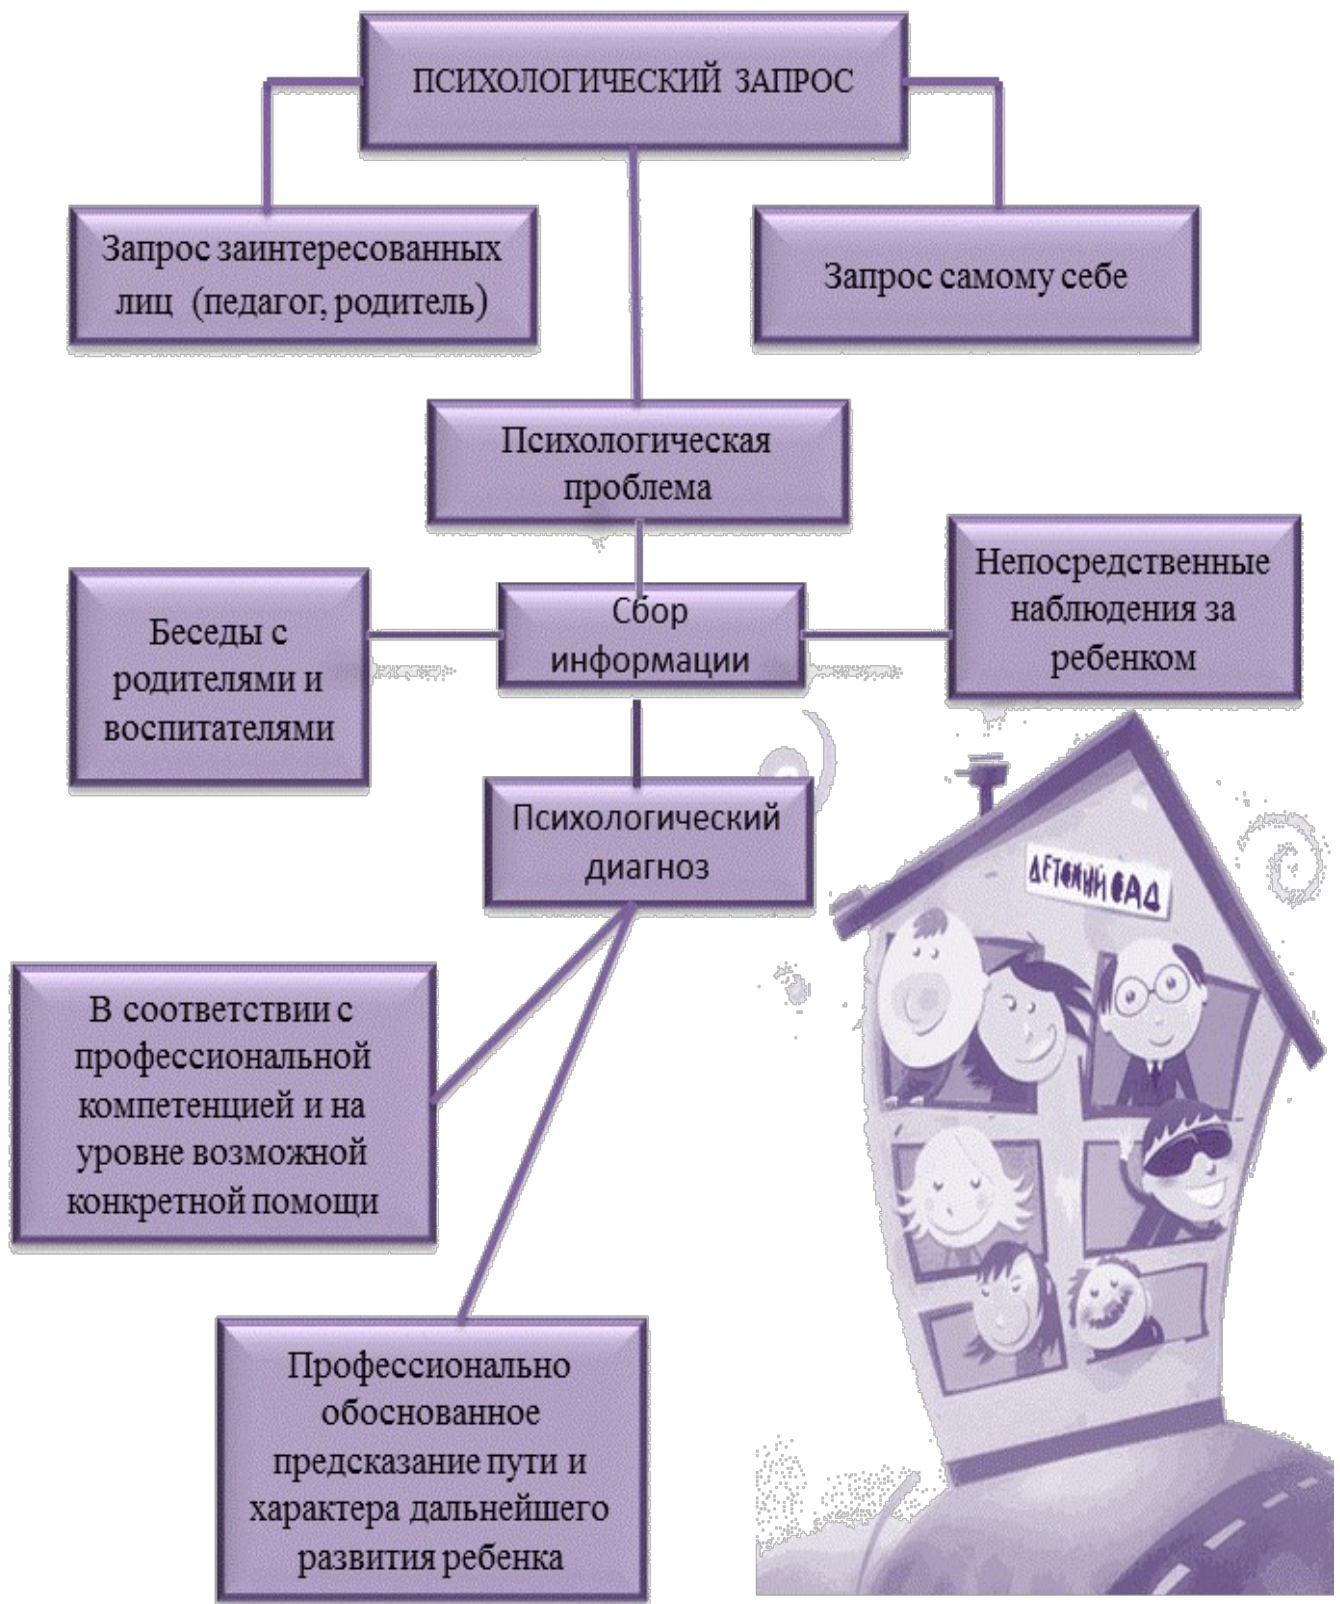 ПСИХОЛОГИЧЕСКИЙ ЗАПРОС
Запрос заинтересованных
лиц (педагог, родитель)
Запрос самому себе
Психологическая
проблема
Беседы с
родителями и
воспитателями
Сбор
информации
Непосредственные
наблюдения за
ребенком
Психологический
диагноз
ДЕТСКИЙ САД
В соответствии с
профессиональной
компетенцией и на
уровне возможной
конкретной помощи
Профессионально
обоснованное
предсказание пути и
характера дальнейшего
развития ребенка